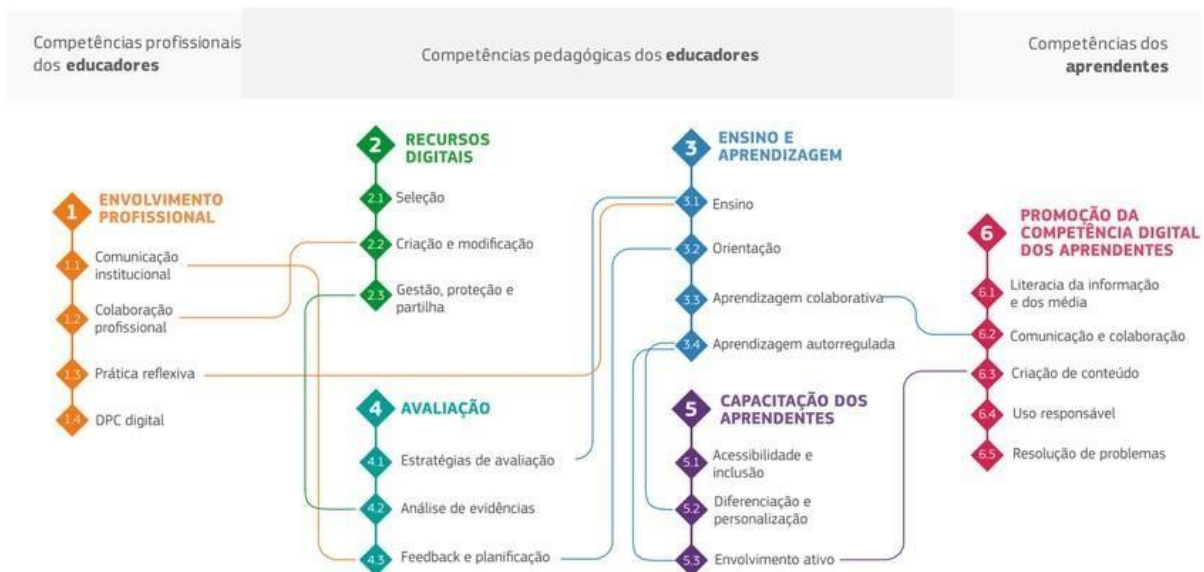 Competências profissionais
dos educadores
Competências pedagógicas dos educadores
Competências dos
aprendentes
1
ENVOLVIMENTO
PROFISSIONAL
1.1
Comunicação
institucional
1.2
Colaboração
profissional
1.3
Prática reflexiva
1.4
DPC digital
2
RECURSOS
DIGITAIS
2.1
Seleção
2.2
Criação e modificação
2.3
Gestão, proteção e
partilha
4
AVALIAÇÃO
4.1
Estratégias de avaliação
4.2
Análise de evidências
4.3
Feedback e planificação
3
ENSINO E
APRENDIZAGEM
3.1
Ensino
3.2
Orientação
3.3
Aprendizagem colaborativa
3.4
Aprendizagem autorregulada
5
CAPACITAÇÃO DOS
APRENDENTES
5.1
Acessibilidade e
inclusão
5.2
Diferenciação e
personalização
5.3
Envolvimento ativo
6
PROMOÇÃO DA
COMPETÊNCIA DIGITAL
DOS APRENDENTES
6.1
Literacia da informação
e dos média
6.2
Comunicação e colaboração
6.3
Criação de conteúdo
6.4
Uso responsável
6.5
Resolução de problemas